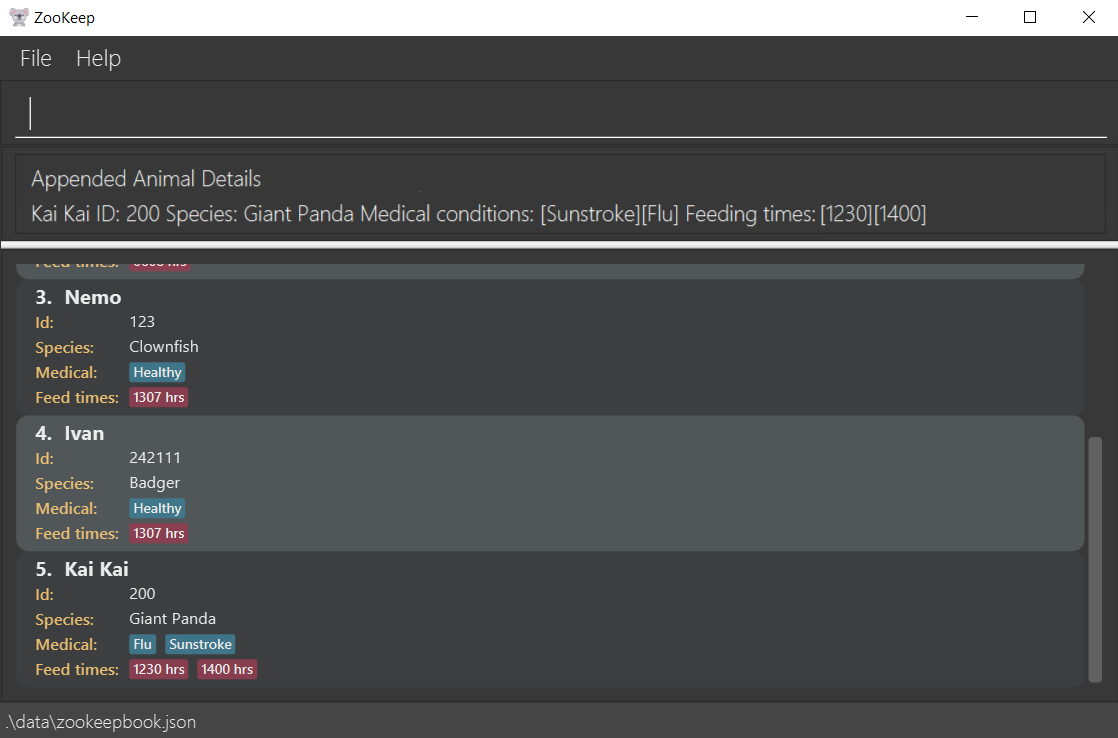 ZooKeep
File Help
Appended Animal Details
Kai Kai ID: 200 Species: Giant Panda Medical conditions: [Sunstroke][Flu] Feeding times: [1230][1400]
Feed times:
3. Nemo
Id: 123
Species: Clownfish
Medical: Healthy
Feed times: 1307 hrs
4. Ivan
Id: 242111
Species: Badger
Medical: Healthy
Feed times: 1307 hrs
5. Kai Kai
Id: 200
Species: Giant Panda
Medical: Flu Sunstroke
Feed times: 1230 hrs 1400 hrs
.\data\zookeepbook.json